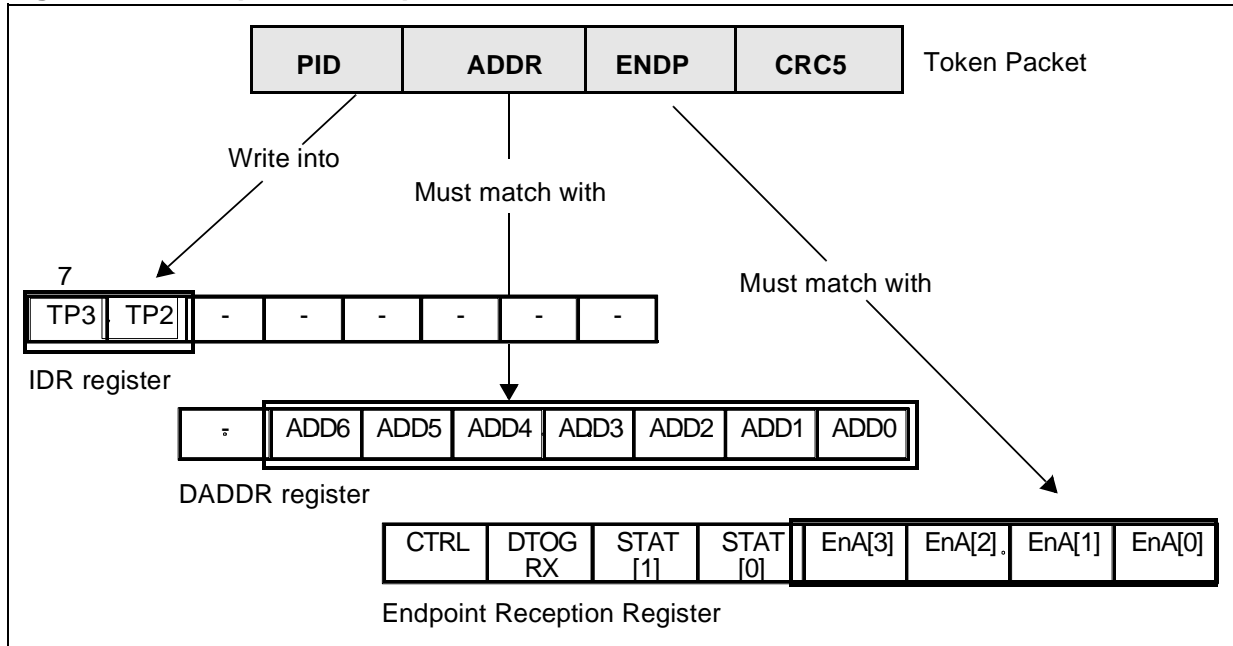 PID ADDR ENDP CRC5 Token Packet
Write into
Must match with
Must match with
7
TP3 TP2 - - - - - -
IDR register
- ADD6 ADD5 ADD4 ADD3 ADD2 ADD1 ADD0
DADDR register
CTRL DTOG RX STAT [1] STAT [0] EnA[3] EnA[2] EnA[1] EnA[0]
Endpoint Reception Register